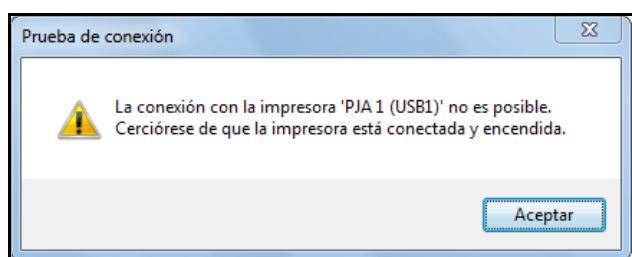 Prueba de conexión
La conexión con la impresora 'PJA 1 (USB1)' no es posible.
Cerciórese de que la impresora está conectada y encendida.
Aceptar